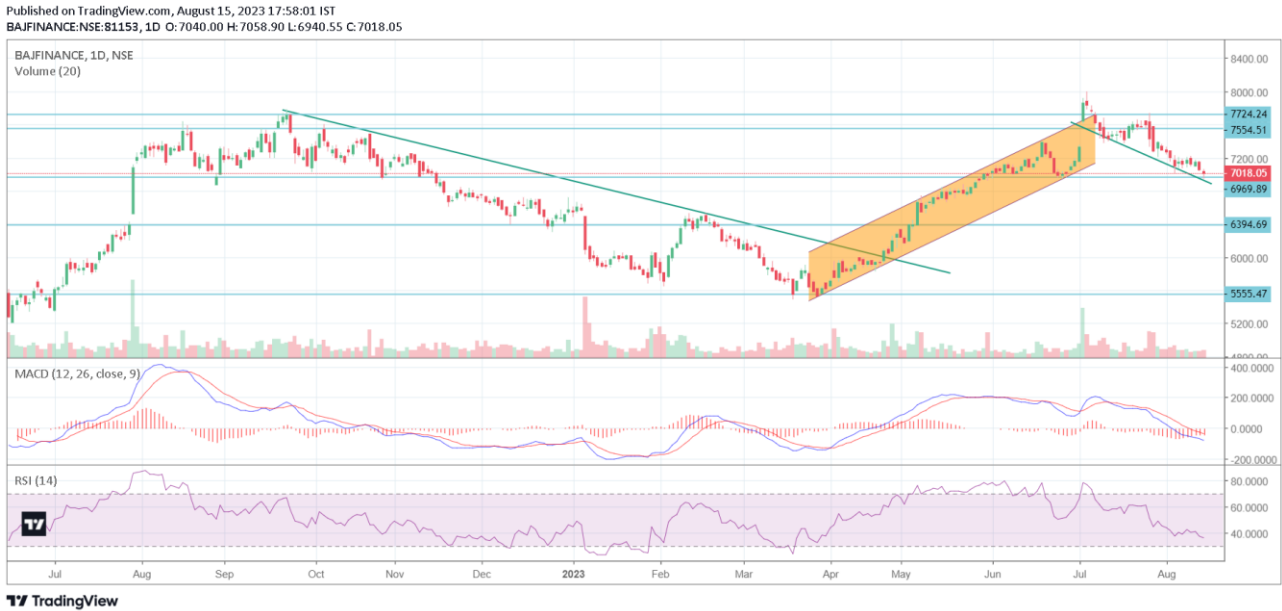 Published on TradingView.com, August 15, 2023 17:58:01 IST
BAJFINANCE:NSE:81153, 1D O:7040.00 H:7058.90 L:6940.55 C:7018.05
BAJFINANCE, 1D, NSE
Volume (20)
8400.00
8000.00
7724.24
7554.51
7200.00
7018.05
6969.89
6394.69
6000.00
5555.47
5200.00
4800.00
MACD (12, 26, close, 9)
400.0000
200.0000
0.0000
-200.0000
RSI (14)
80.0000
60.0000
40.0000
Jul Aug Sep Oct Nov Dec 2023 Feb Mar Apr May Jun Jul Aug
TradingView